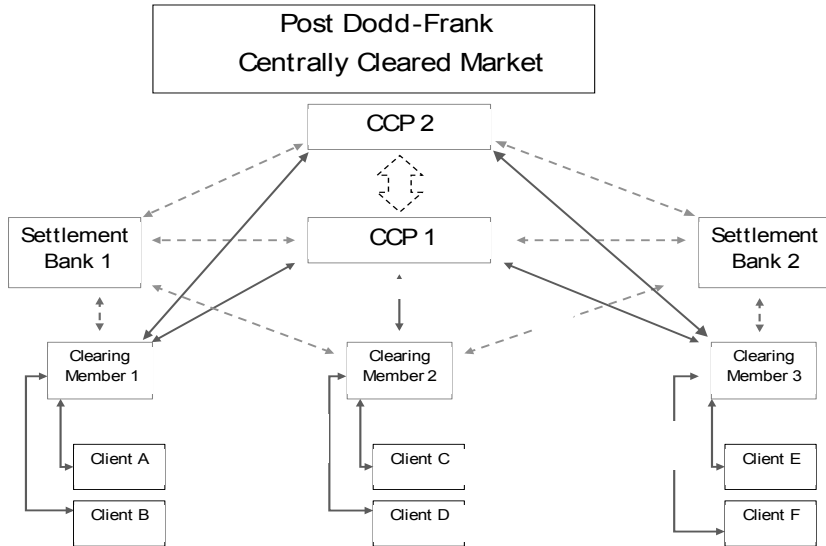 Post Dodd-Frank
Centrally Cleared Market
CCP 2
Settlement
Bank 1
CCP 1
Settlement
Bank 2
Clearing
Member 1
Clearing
Member 2
Clearing
Member 3
Client A
Client C
Client E
Client B
Client D
Client F